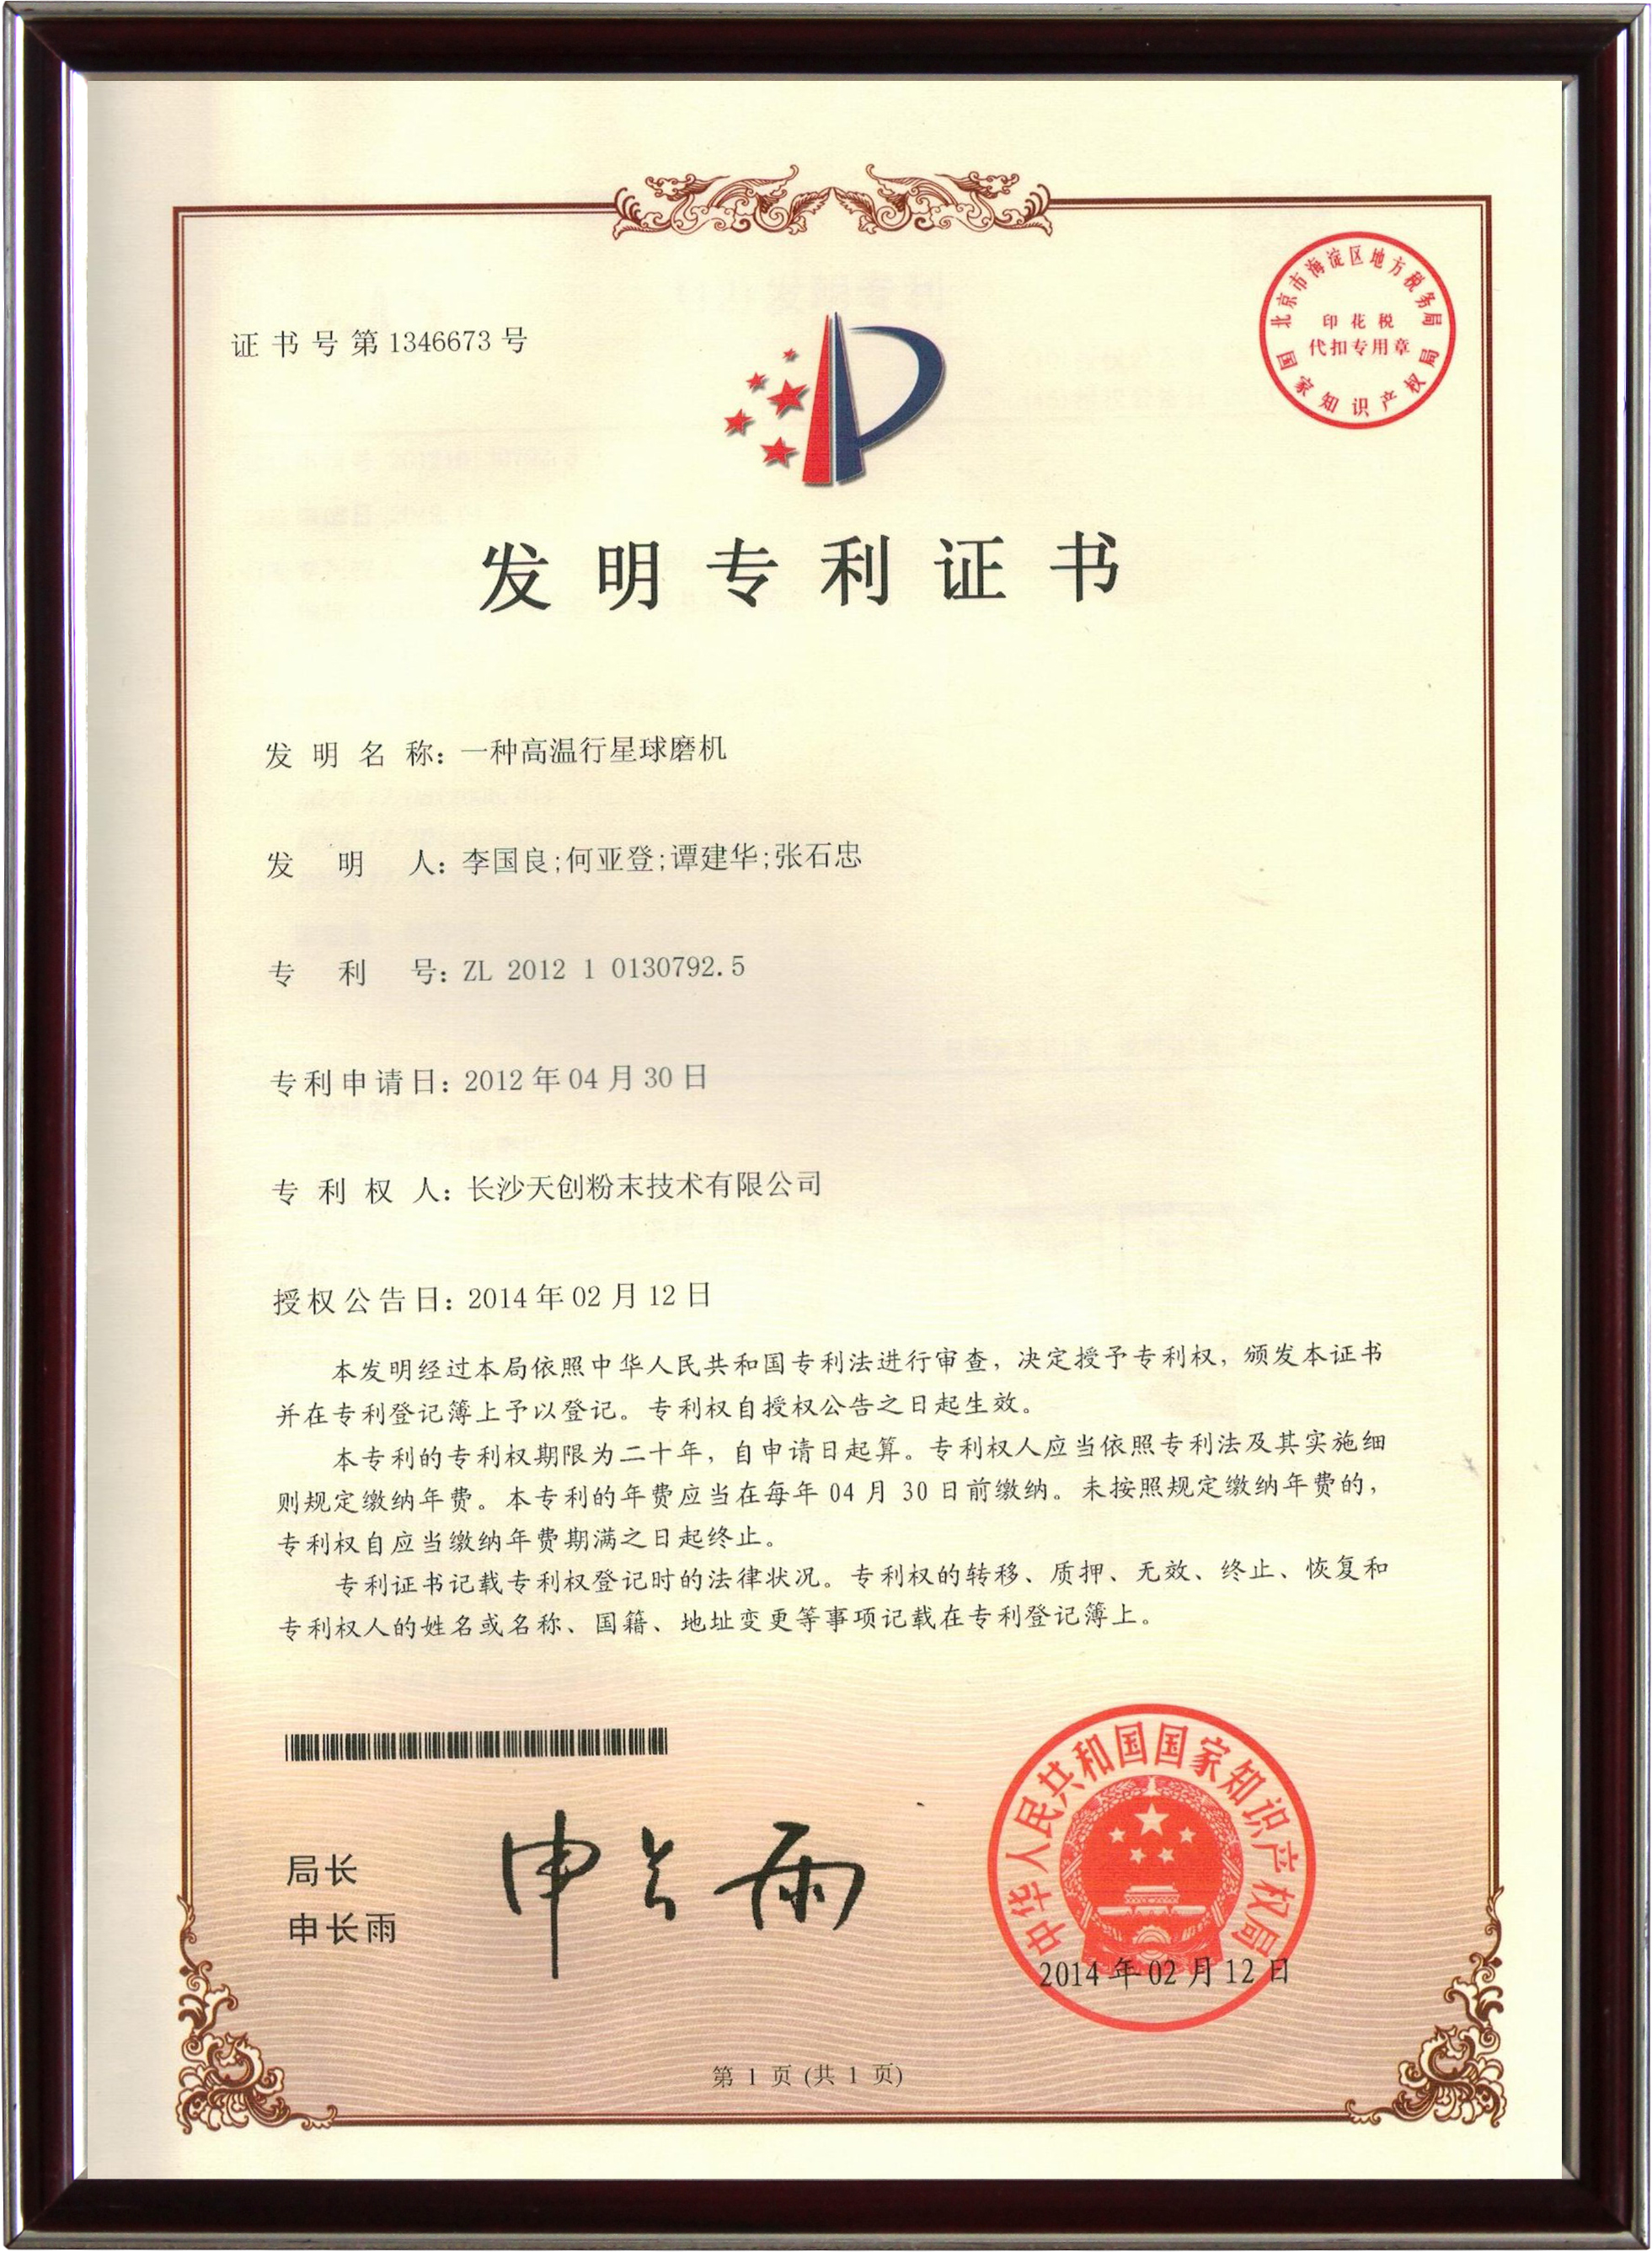 证书号第1346673号
北京市海淀区地方税务局
印花税
代扣专用章
国家知识产权局
发明专利证书
发明名称：一种高温行星球磨机
发明人：李国良;何亚登;谭建华;张石忠
专利号：ZL 2012 1 0130792.5
专利申请日：2012年04月30日
专利权人：长沙天创粉末技术有限公司
授权公告日：2014年02月12日
本发明经过本局依照中华人民共和国专利法进行审查，决定授予专利权，颁发本证书
并在专利登记簿上予以登记。专利权自授权公告之日起生效。
本专利的专利权期限为二十年，自申请日起算。专利权人应当依照专利法及其实施细
则规定缴纳年费。本专利的年费应当在每年04月30日前缴纳。未按照规定缴纳年费的，
专利权自应当缴纳年费期满之日起终止。
专利证书记载专利权登记时的法律状况。专利权的转移、质押、无效、终止、恢复和
专利权人的姓名或名称、国籍、地址变更等事项记载在专利登记簿上。
局长
申长雨
申长雨
中华人民共和国国家知识产权局
2014年02月12日
第1页(共1页)